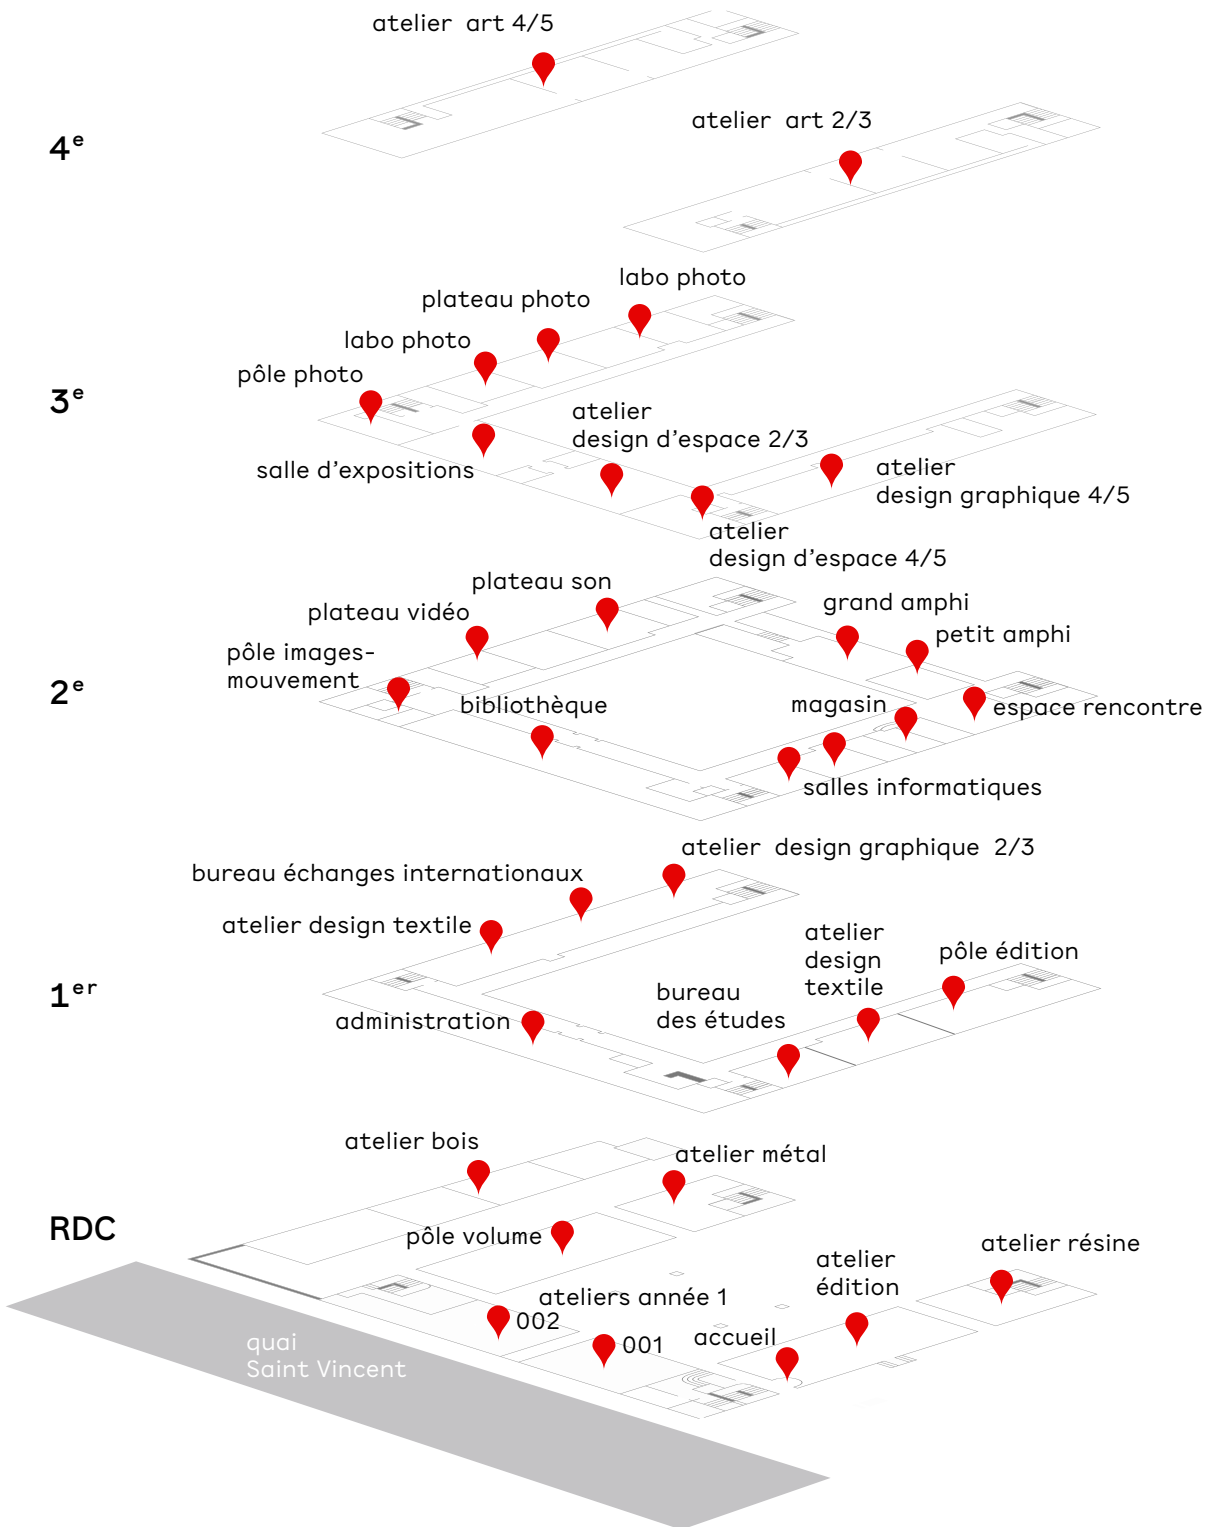 atelier art 4/5
4e
atelier art 2/3
labo photo
plateau photo
labo photo
pôle photo
3e
atelier
design d’espace 2/3
salle d’expositions
atelier
design graphique 4/5
atelier
design d’espace 4/5
plateau son
grand amphi
plateau vidéo
petit amphi
pôle images-
mouvement
2e
bibliothèque
magasin
espace rencontre
salles informatiques
atelier design graphique 2/3
bureau échanges internationaux
atelier design textile
atelier
design
textile
pôle édition
1er
bureau
des études
administration
atelier bois
atelier métal
RDC
pôle volume
atelier résine
atelier
édition
ateliers année 1
002
001
accueil
quai
Saint Vincent